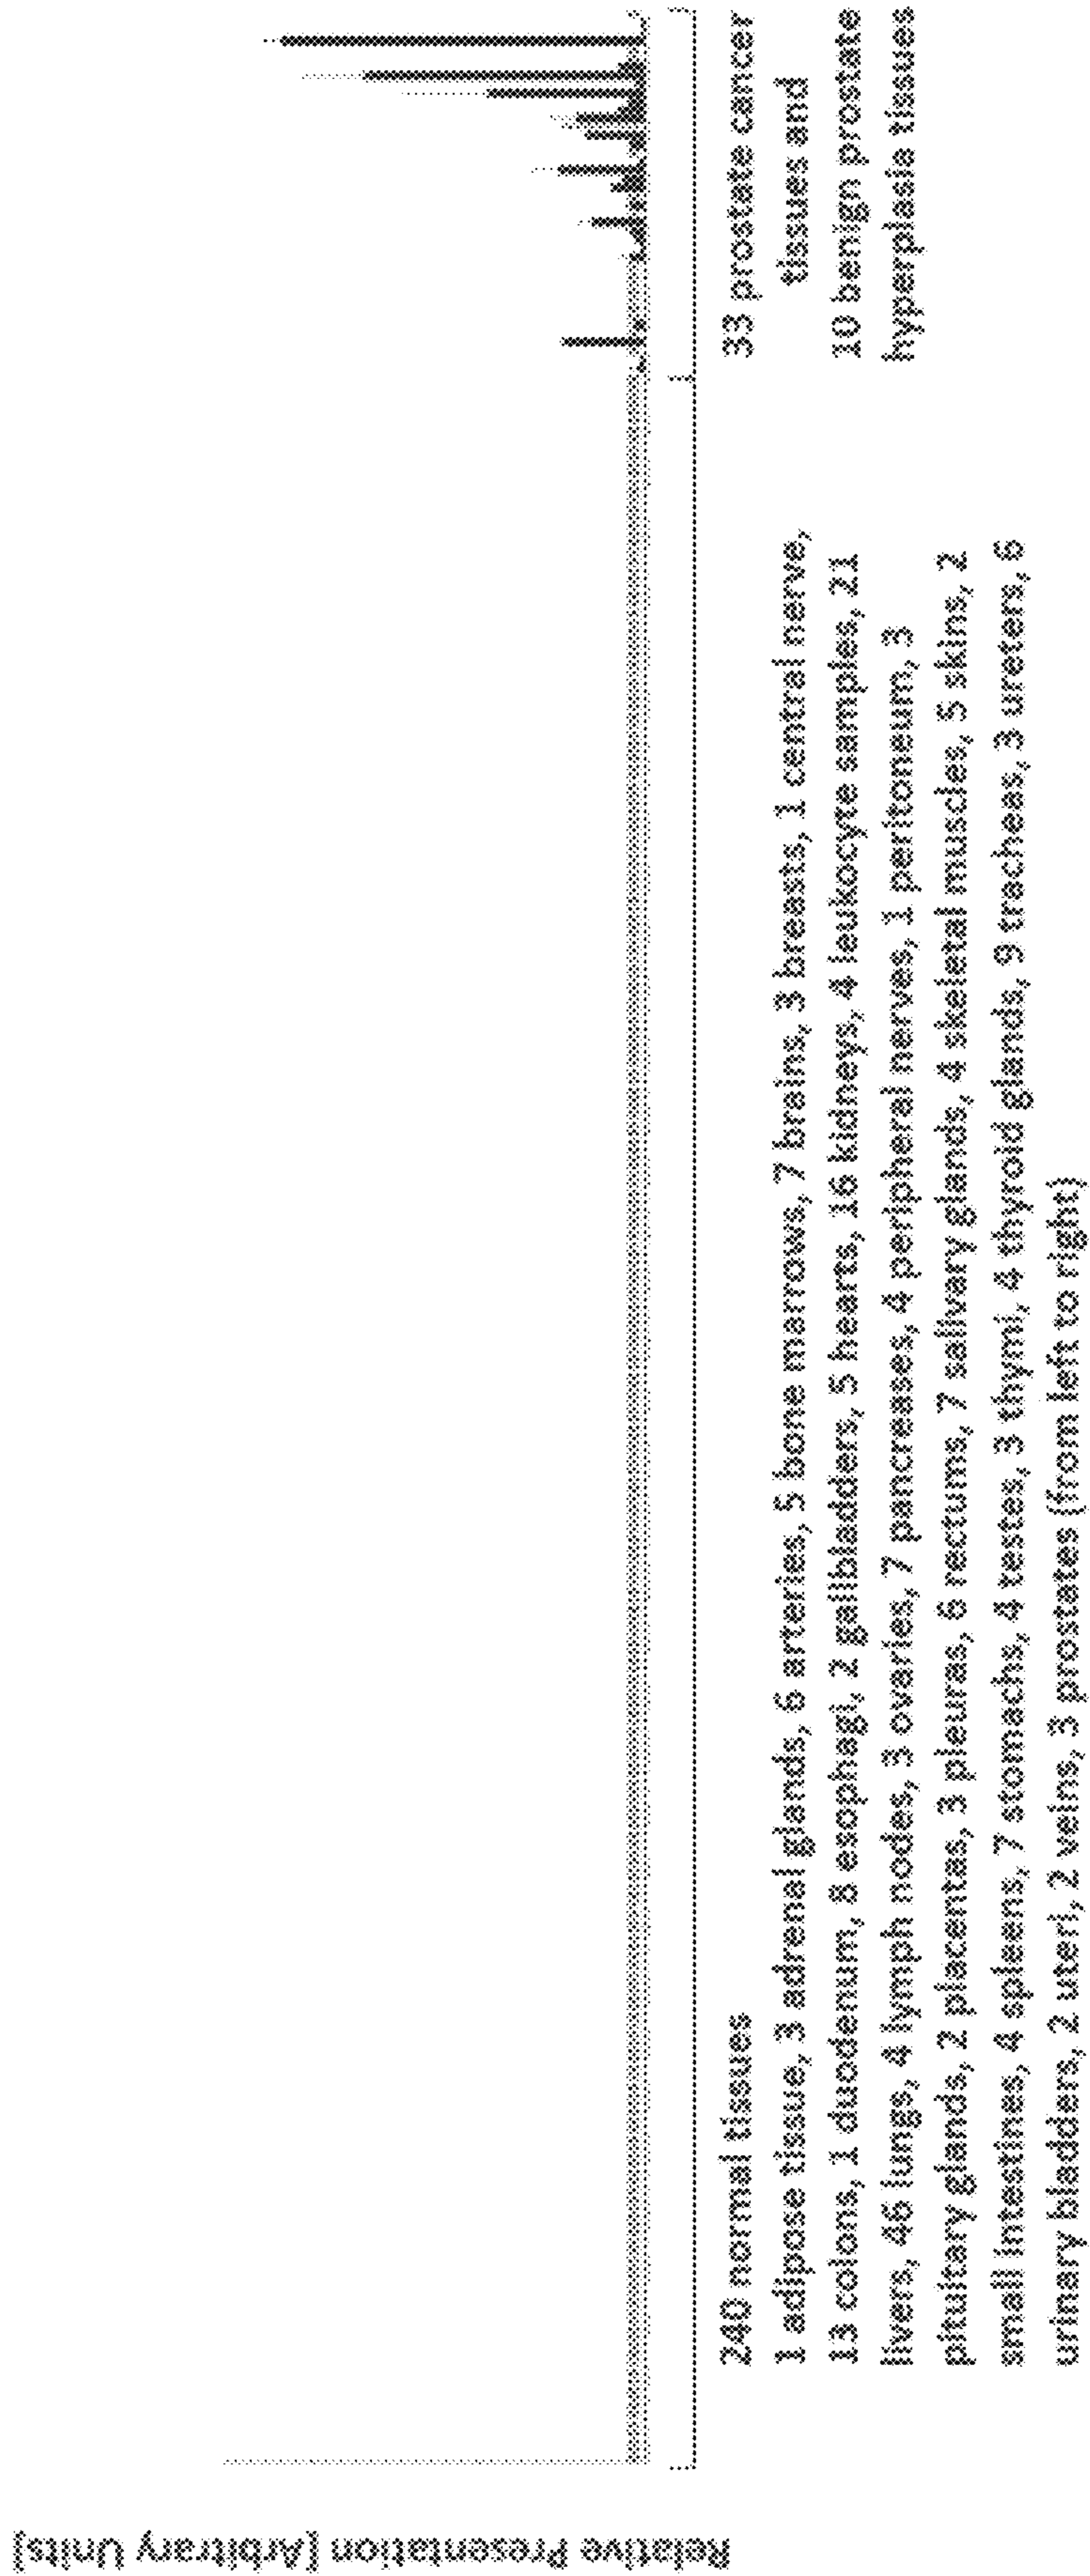 Relative Presentation [Arbitrary Units]
240 normal tissues
1 adipose tissue, 3 adrenal glands, 6 arteries, 5 bone marrows, 7 brains, 3 breasts, 1 central nerve,
13 colons, 1 duodenum, 8 esophagi, 2 gallbladders, 5 hearts, 16 kidneys, 4 leukocyte samples, 21
livers, 46 lungs, 4 lymph nodes, 3 ovaries, 7 pancreases, 4 peripheral nerves, 1 peritoneum, 3
pituitary glands, 2 placentas, 3 pleuras, 6 rectums, 7 salivary glands, 4 skeletal muscles, 5 skins, 2
small intestines, 4 spleens, 7 stomachs, 4 testes, 3 thymi, 4 thyroid glands, 9 tracheas, 3 ureters, 6
urinary bladders, 2 uteri, 2 veins, 3 prostates (from left to right)
33 prostate cancer
tissues and
10 benign prostate
hyperplasia tissues